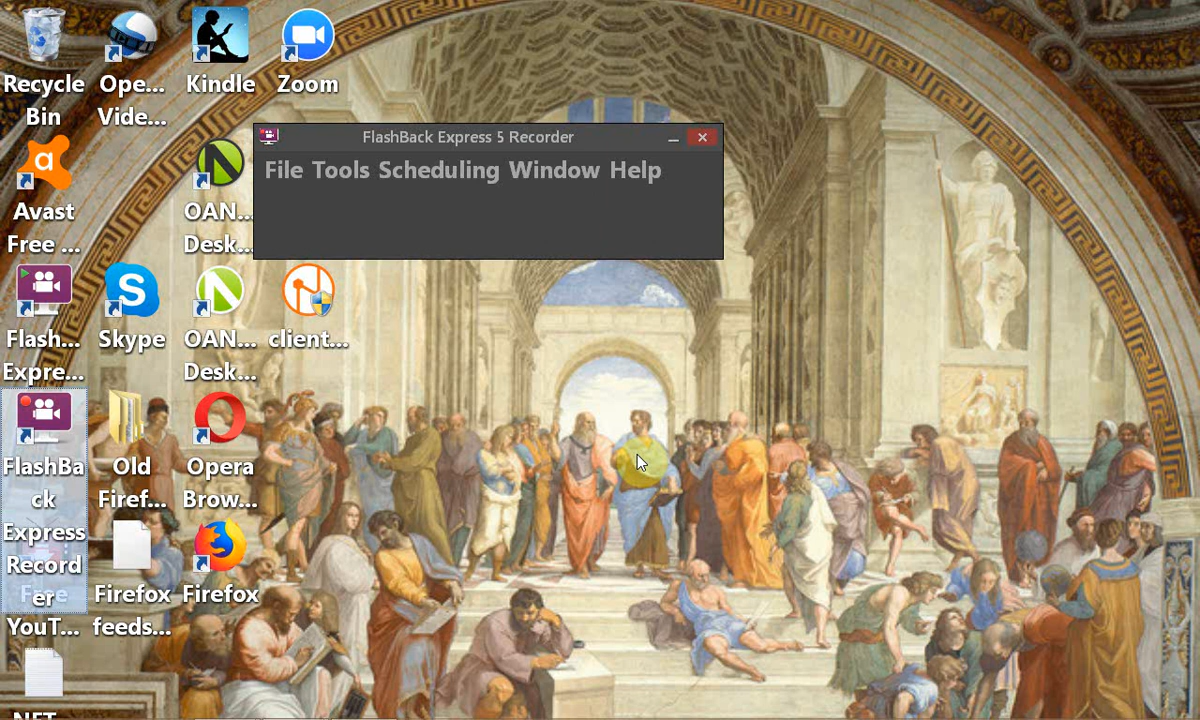 Recycle
Bin
Ope...
Vide...
Kindle
Zoom
FlashBack Express 5 Recorder
File Tools Scheduling Window Help
Avast
Free ...
OAN...
Desk...
Flash...
Expre...
Skype
OAN...
Desk...
client...
FlashBa
ck
Express
Record
er
Old
Firef...
Opera
Brow...
Free
YouT...
Firefox
feeds...
Firefox
NET